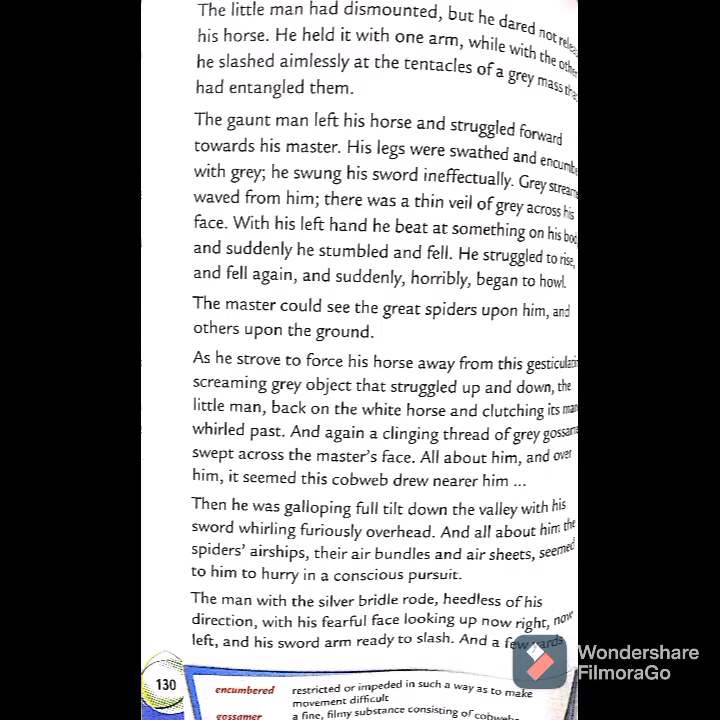 The little man had dismounted, but he dared not
his horse. He held it with one arm, while with the other
he slashed aimlessly at the tentacles of a grey mass
had entangled them.
The gaunt man left his horse and struggled forward
towards his master. His legs were swathed and
with grey; he swung his sword ineffectually. Grey
waved from him; there was a thin veil of grey across his
face. With his left hand he beat at something on his
and suddenly he stumbled and fell. He struggled to rise,
and fell again, and suddenly, horribly, began to howl.
The master could see the great spiders upon him, and
others upon the ground.
As he strove to force his horse away from this
screaming grey object that struggled up and down, the
little man, back on the white horse and clutching its
whirled past. And again a clinging thread of grey
swept across the master's face. All about him, and over
him, it seemed this cobweb drew nearer him ...
Then he was galloping full tilt down the valley with his
sword whirling furiously overhead. And all about him the
spiders' airships, their air bundles and air sheets, seemed
to him to hurry in a conscious pursuit.
The man with the silver bridle rode, heedless of his
direction, with his fearful face looking up now right, now
left, and his sword arm ready to slash. And a few yards
Wondershare
FilmoraGo
130
encumbered restricted or impeded in such a way as to make
movement difficult
gossamer a fine, filmy substance consisting of cobwebs